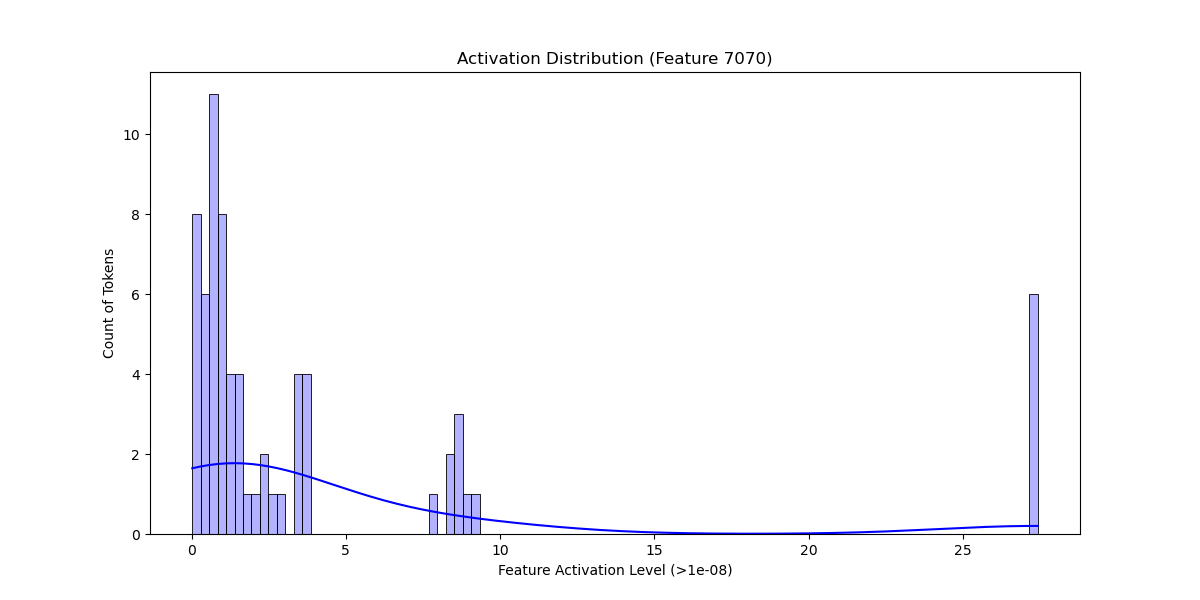 Activation Distribution (Feature 7070)
Count of Tokens
10
8
6
4
2
0
0 5 10 15 20 25
Feature Activation Level (>1e-08)